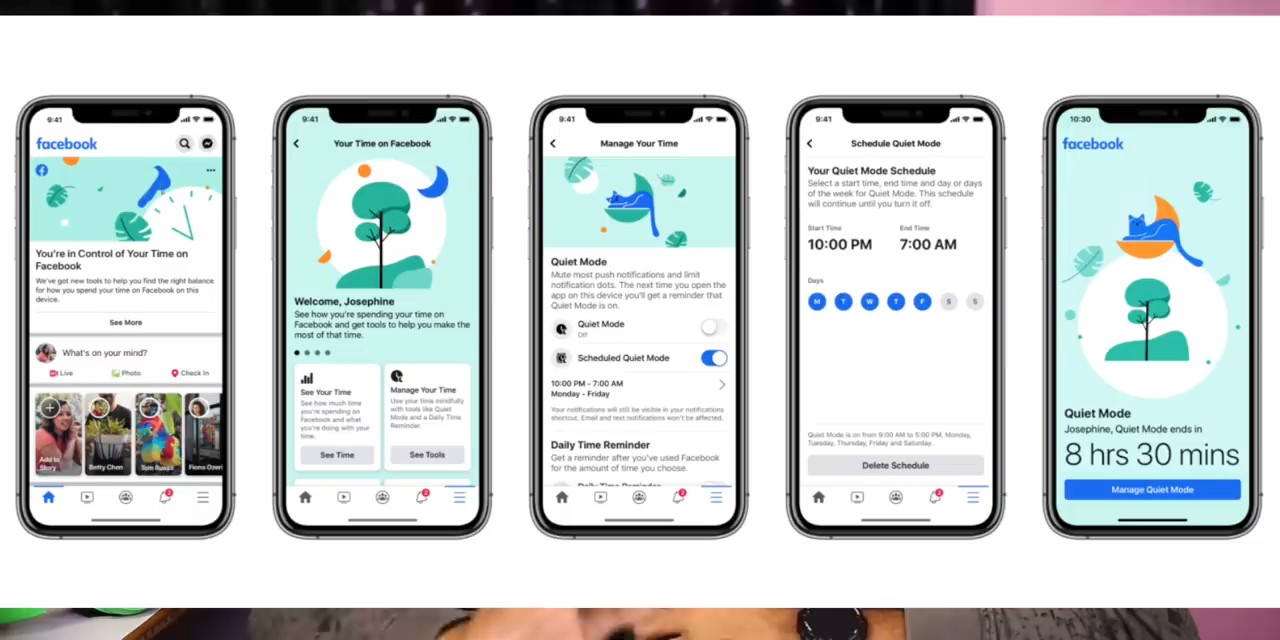 9:41
facebook
You're in Control of Your Time on
Facebook
We've got new tools to help you find the right balance
for how you spend your time on Facebook on this
device.
See More
What's on your mind?
Live
Photo
Check In
Add to
Story
Betty Chen
Tom Russo
Fiona Ozeri
2
9:41
Your Time on Facebook
Welcome, Josephine
See how you're spending your time on
Facebook and get tools to help you make the
most of that time.
See Your Time
See how much time
you're spending on
Facebook and what
you're doing with your
time.
See Time
Manage Your Time
Use your time mindfully
with tools like Quiet
Mode and a Daily Time
Reminder.
See Tools
2
9:41
Manage Your Time
Quiet Mode
Mute most push notifications and limit
notification dots. The next time you open the
app on this device you'll get a reminder that
Quiet Mode is on.
Quiet Mode
Off
Scheduled Quiet Mode
10:00 PM - 7:00 AM
Monday - Friday
Your notifications will still be visible in your notifications
shortcut. Email and text notifications won't be affected.
Daily Time Reminder
Get a reminder after you've used Facebook
for the amount of time you choose.
Daily Time Reminder
2
9:41
Schedule Quiet Mode
Your Quiet Mode Schedule
Select a start time, end time and day or days
of the week for Quiet Mode. This schedule
will continue until you turn it off.
Start Time
End Time
10:00 PM
7:00 AM
Days
M T W T F S S
Quiet Mode is on from 9:00 AM to 5:00 PM, Monday,
Tuesday, Thursday, Friday and Saturday.
Delete Schedule
2
10:30
facebook
Quiet Mode
Josephine, Quiet Mode ends in
8 hrs 30 mins
Manage Quiet Mode